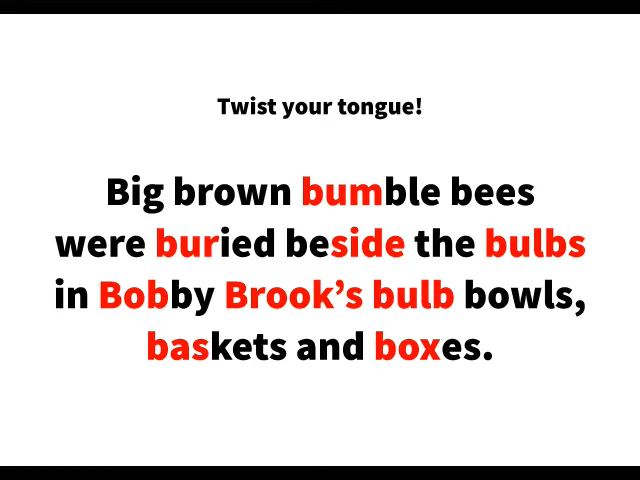 Twist your tongue!
Big brown bumble bees
were buried beside the bulbs
in Bobby Brook’s bulb bowls,
baskets and boxes.